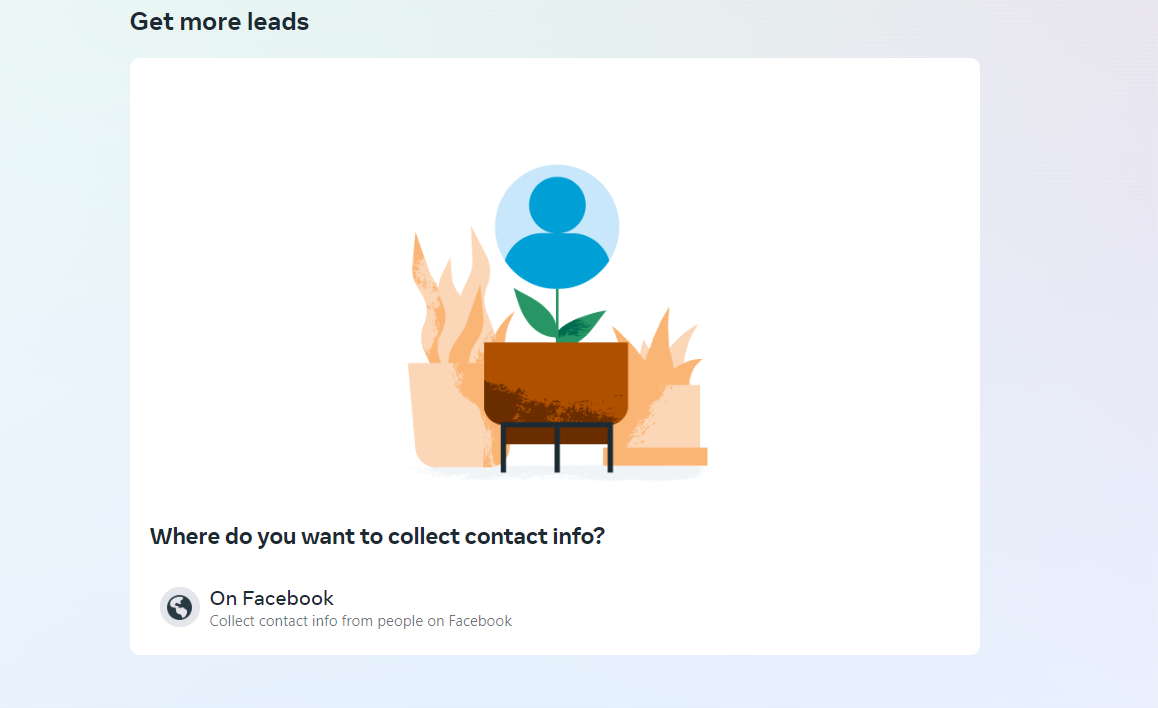 Get more leads
Where do you want to collect contact info?
On Facebook
Collect contact info from people on Facebook